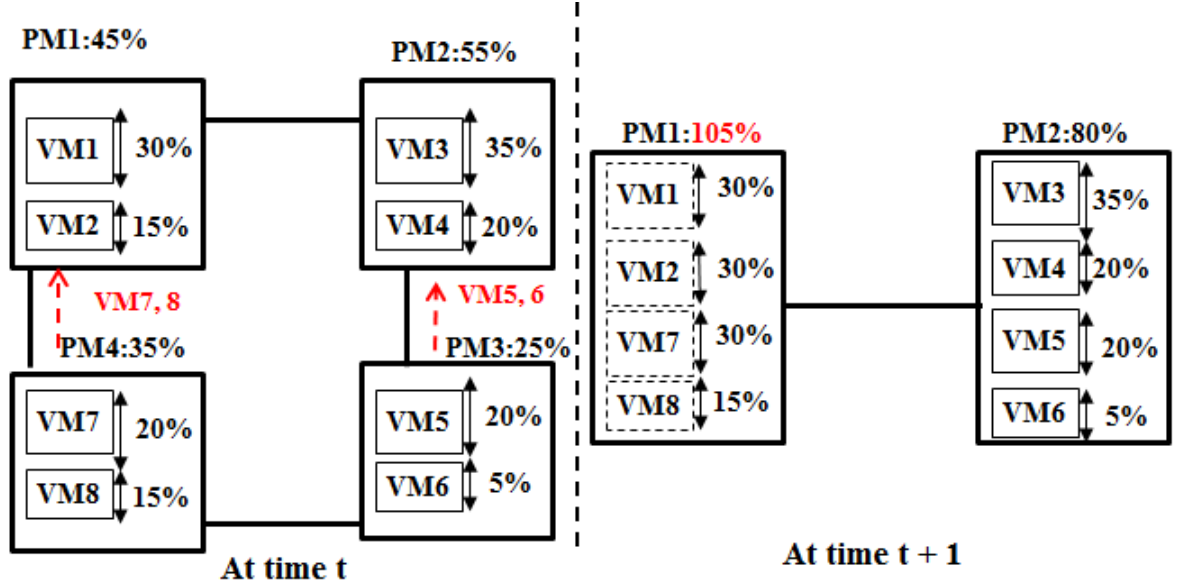 PM1:45%
VM1
30%
VM2
15%
PM2:55%
VM3
35%
VM4
20%
VM7, 8
VM5, 6
PM4:35%
VM7
20%
VM8
15%
PM3:25%
VM5
20%
VM6
5%
At time t
PM1:105%
VM1
30%
VM2
30%
VM7
30%
VM8
15%
PM2:80%
VM3
35%
VM4
20%
VM5
20%
VM6
5%
At time t + 1